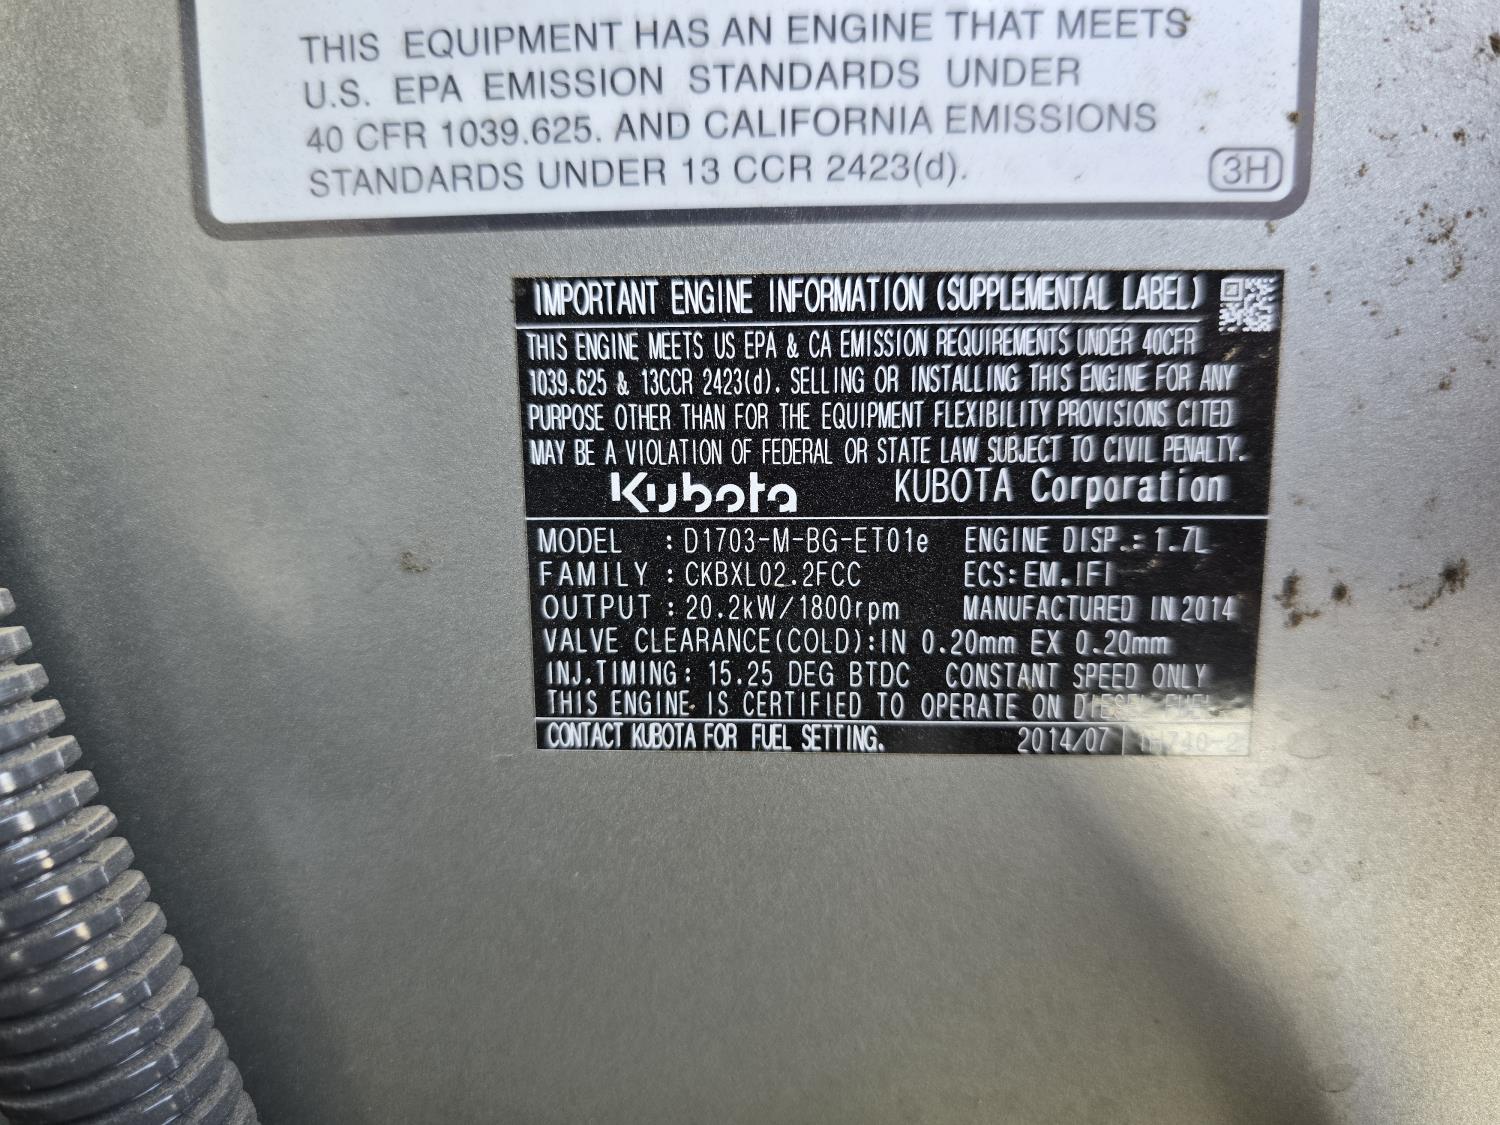 THIS EQUIPMENT HAS AN ENGINE THAT MEETS
U.S. EPA EMISSION STANDARDS UNDER
40 CFR 1039.625. AND CALIFORNIA EMISSIONS
STANDARDS UNDER 13 CCR 2423(d).
3H
IMPORTANT ENGINE INFORMATION (SUPPLEMENTAL LABEL)
THIS ENGINE MEETS US EPA & CA EMISSION REQUIREMENTS UNDER 40CFR
1039.625 & 13CCR 2423(d). SELLING OR INSTALLING THIS ENGINE FOR ANY
PURPOSE OTHER THAN FOR THE EQUIPMENT FLEXIBILITY PROVISIONS CITED
MAY BE A VIOLATION OF FEDERAL OR STATE LAW SUBJECT TO CIVIL PENALTY.
Kubota KUBOTA Corporation
MODEL : D1703-M-BG-ET01e ENGINE DISP.: 1.7L
FAMILY : CKBXL02.2FCC ECS: EM.IFI
OUTPUT : 20.2kW/1800rpm MANUFACTURED IN 2014
VALVE CLEARANCE(COLD):IN 0.20mm EX 0.20mm
INJ.TIMING: 15.25 DEG BTDC CONSTANT SPEED ONLY
THIS ENGINE IS CERTIFIED TO OPERATE ON DIESEL FUEL
CONTACT KUBOTA FOR FUEL SETTING. 2014/07